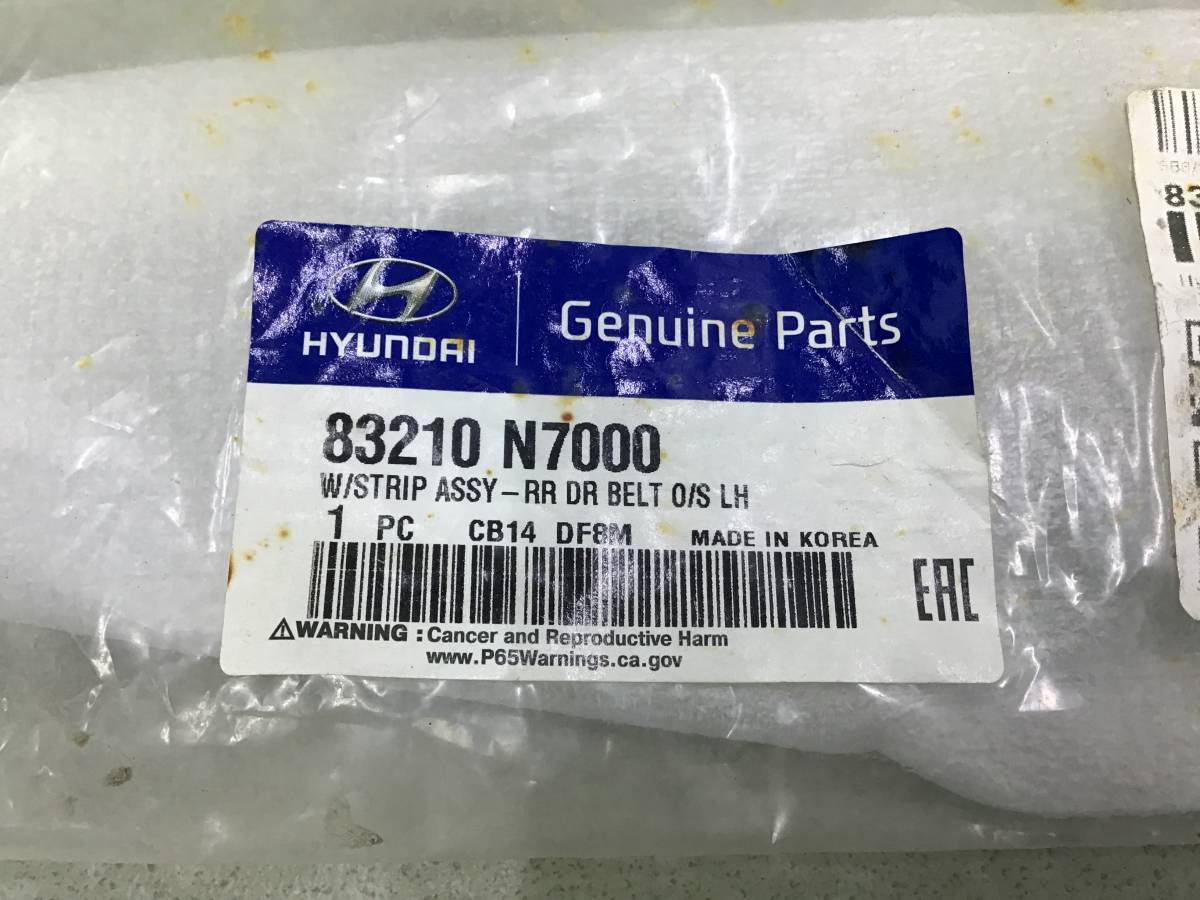 HYUNDAI
Genuine Parts
83210 N7000
W/STRIP ASSY-RR DR BELT O/S LH
1 PC CB14 DF8M MADE IN KOREA
EAC
WARNING : Cancer and Reproductive Harm
www.P65Warnings.ca.gov
83